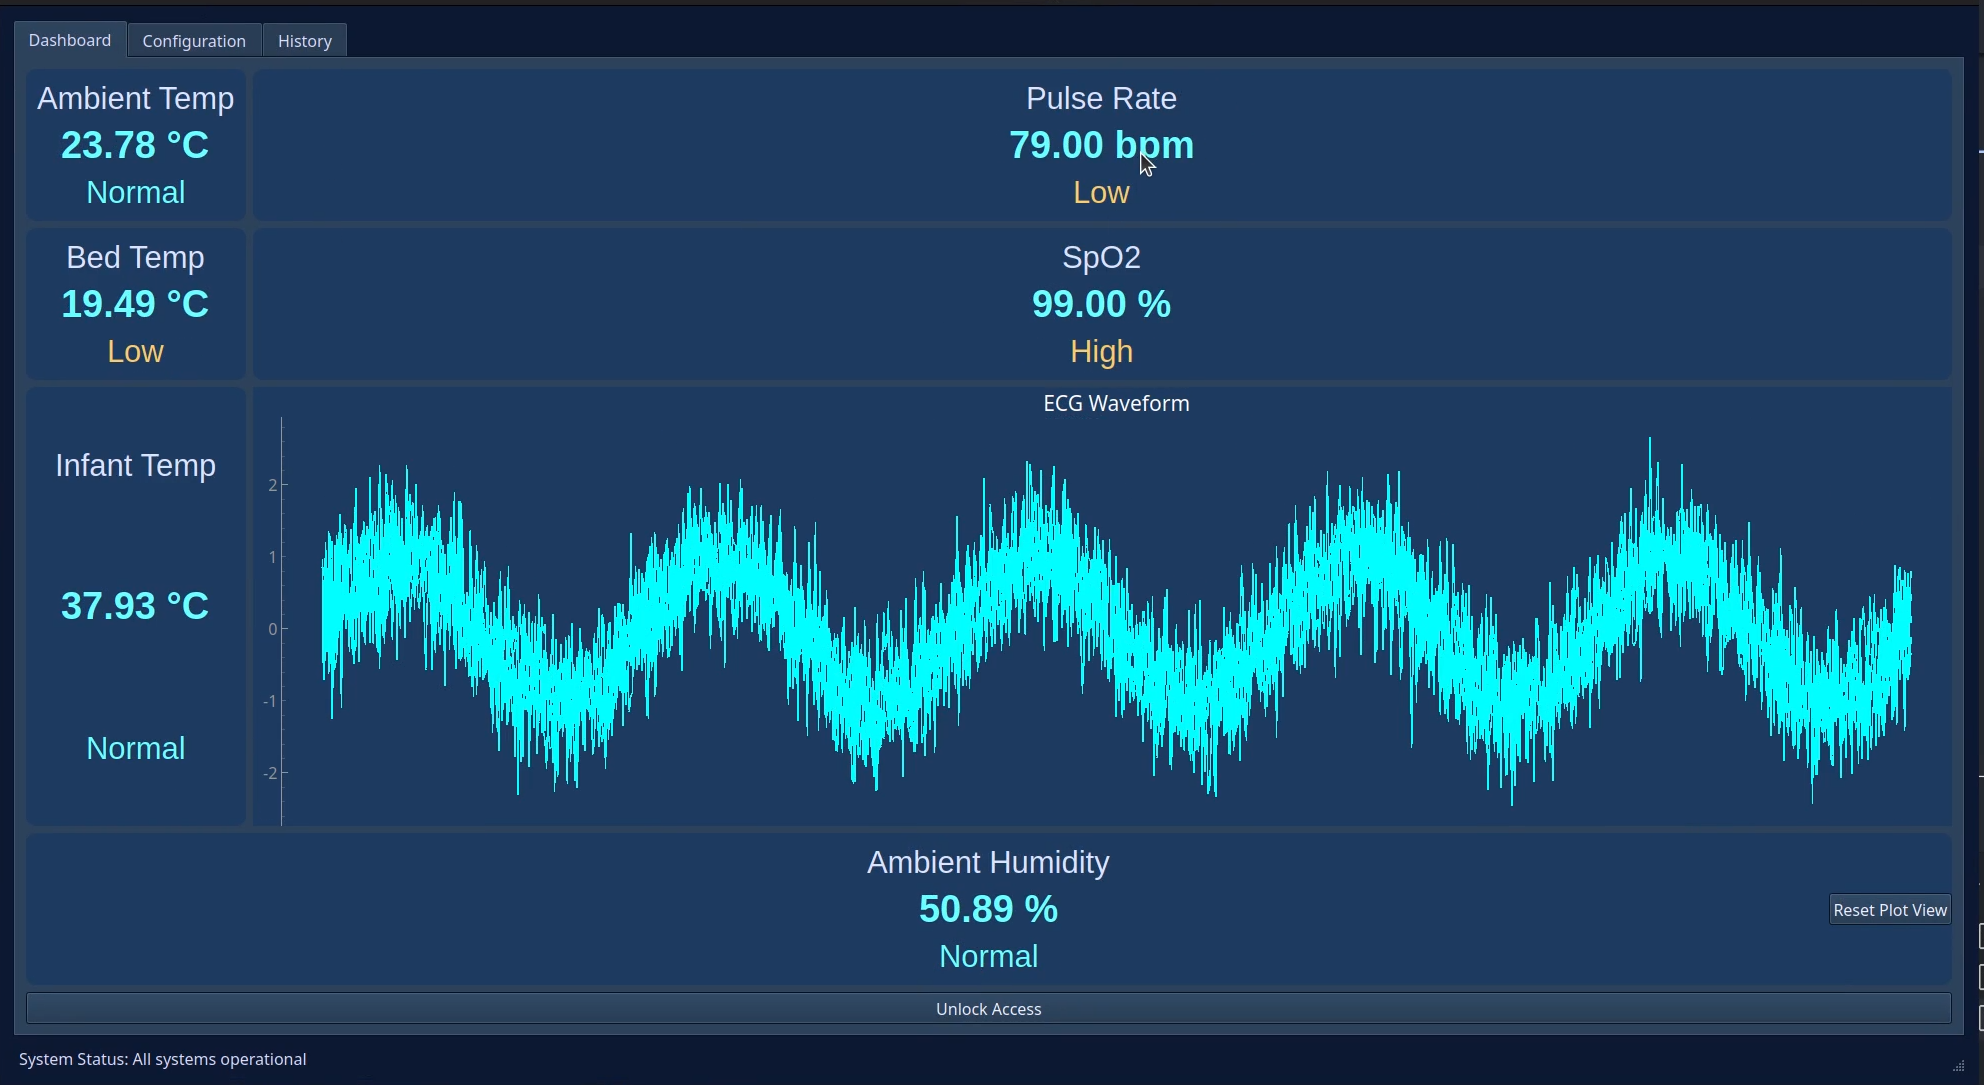 Dashboard
Configuration
History
Ambient Temp
23.78 °C
Normal
Pulse Rate
79.00 bpm
Low
Bed Temp
19.49 °C
Low
SpO2
99.00 %
High
Infant Temp
37.93 °C
Normal
ECG Waveform
2
1
0
-1
-2
Ambient Humidity
50.89 %
Normal
Reset Plot View
Unlock Access
System Status: All systems operational